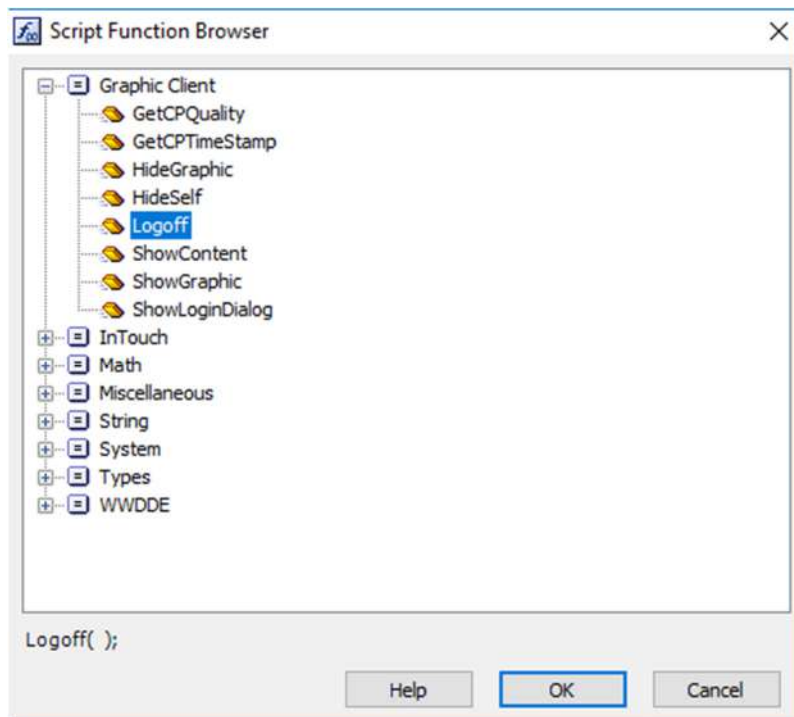 Script Function Browser
Graphic Client
GetCPQuality
GetCPTimeStamp
HideGraphic
HideSelf
Logoff
ShowContent
ShowGraphic
ShowLoginDialog
InTouch
Math
Miscellaneous
String
System
Types
WWDDE
Logoff( );
Help OK Cancel